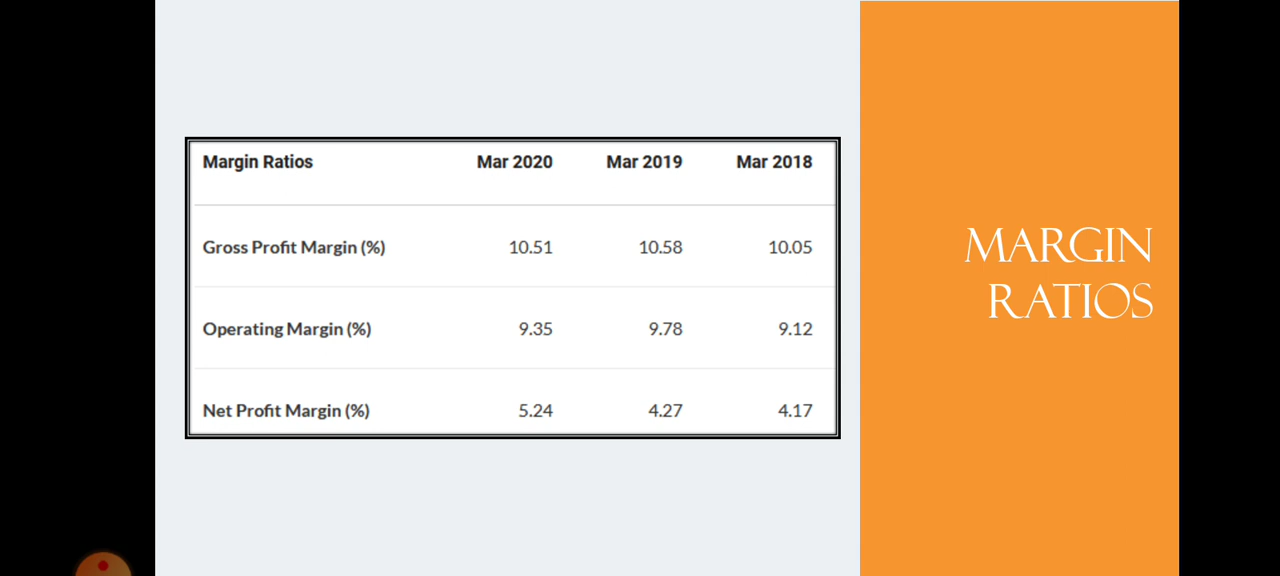 Margin Ratios Mar 2020 Mar 2019 Mar 2018
Gross Profit Margin (%) 10.51 10.58 10.05
Operating Margin (%) 9.35 9.78 9.12
Net Profit Margin (%) 5.24 4.27 4.17
MARGIN
RATIOS